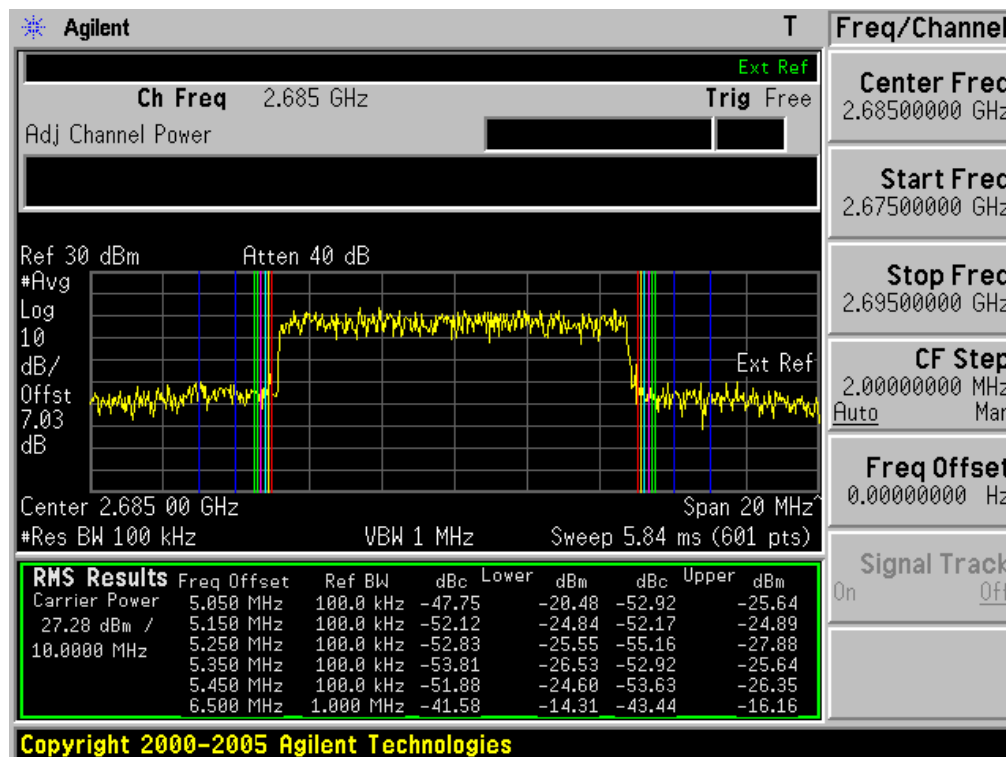 Agilent T
Freq/Channel
Ext Ref
Ch Freq 2.685 GHz Trig Free
Adj Channel Power
Ref 30 dBm Atten 40 dB
#Avg
Log
10
dB/
Offst
7.03
dB
Ext Ref
Center 2.685 00 GHz Span 20 MHz^
#Res BW 100 kHz VBW 1 MHz Sweep 5.84 ms (601 pts)
RMS Results Freq Offset Ref BW dBc Lower dBm dBc Upper dBm
Carrier Power 5.050 MHz 100.0 kHz -47.75 -20.48 -52.92 -25.64
27.28 dBm / 5.150 MHz 100.0 kHz -52.12 -24.84 -52.17 -24.89
10.0000 MHz 5.250 MHz 100.0 kHz -52.83 -25.55 -55.16 -27.88
5.350 MHz 100.0 kHz -53.81 -26.53 -52.92 -25.64
5.450 MHz 100.0 kHz -51.88 -24.60 -53.63 -26.35
6.500 MHz 1.000 MHz -41.58 -14.31 -43.44 -16.16
Center Freq
2.68500000 GHz
Start Freq
2.67500000 GHz
Stop Freq
2.69500000 GHz
CF Step
2.00000000 MHz
Auto Man
Freq Offset
0.00000000 Hz
Signal Track
On Off
Copyright 2000-2005 Agilent Technologies